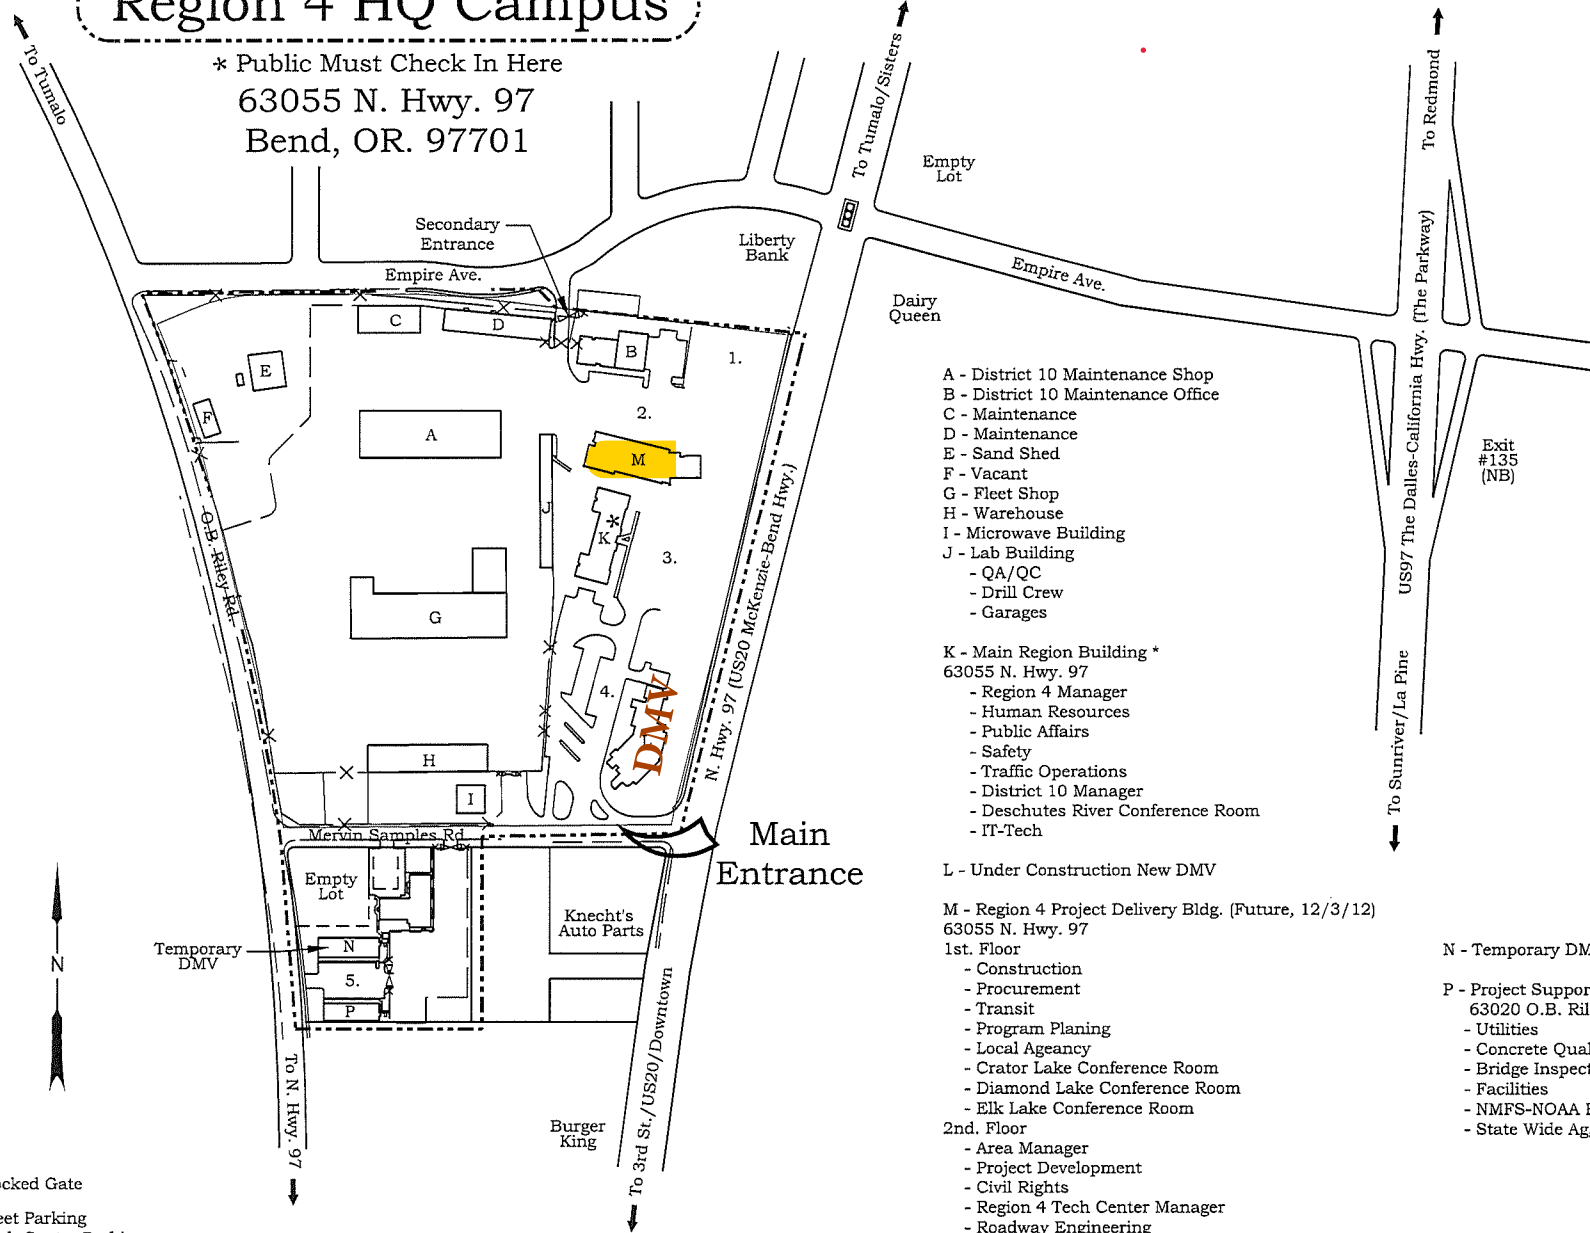 Region 4 HQ Campus
* Public Must Check In Here
63055 N. Hwy. 97
Bend, OR. 97701
To Tumalo
To Tumalo/Sisters
To Redmond
Empty
Lot
Secondary
Entrance
Liberty
Bank
Empire Ave.
Empire Ave.
Dairy
Queen
US97 The Dalles-California Hwy. (The Parkway)
Exit
#135
(NB)
To Sunriver/La Pine
C
D
B
1.
E
F
2.
A
M
J
K
*
3.
O.B. Riley Rd.
N. Hwy. 97 (US20 McKenzie-Bend Hwy.)
G
4.
DMV
H
I
Mervin Samples Rd.
Main
Entrance
Empty
Lot
Knecht's
Auto Parts
Temporary
DMV
N
5.
P
N
To N. Hwy. 97
To 3rd St./US20/Downtown
Burger
King
A - District 10 Maintenance Shop
B - District 10 Maintenance Office
C - Maintenance
D - Maintenance
E - Sand Shed
F - Vacant
G - Fleet Shop
H - Warehouse
I - Microwave Building
J - Lab Building
- QA/QC
- Drill Crew
- Garages
K - Main Region Building *
63055 N. Hwy. 97
- Region 4 Manager
- Human Resources
- Public Affairs
- Safety
- Traffic Operations
- District 10 Manager
- Deschutes River Conference Room
- IT-Tech
L - Under Construction New DMV
M - Region 4 Project Delivery Bldg. (Future, 12/3/12)
63055 N. Hwy. 97
1st. Floor
- Construction
- Procurement
- Transit
- Program Planing
- Local Ageancy
- Crator Lake Conference Room
- Diamond Lake Conference Room
- Elk Lake Conference Room
2nd. Floor
- Area Manager
- Project Development
- Civil Rights
- Region 4 Tech Center Manager
- Roadway Engineering
N - Temporary DM
P - Project Suppor
63020 O.B. Ril
- Utilities
- Concrete Qual
- Bridge Inspect
- Facilities
- NMFS-NOAA
- State Wide Ag
cked Gate
eet Parking